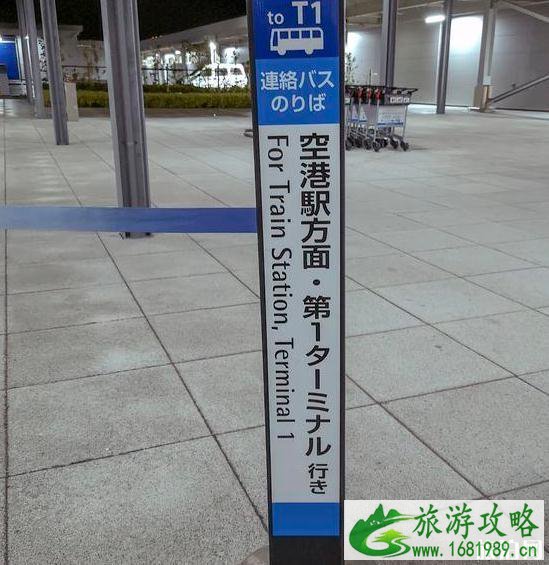 to T1
連絡バス
のりば
空港駅方面・第1ターミナル 行き
For Train Station, Terminal 1
旅游攻略
www.1681989.cn